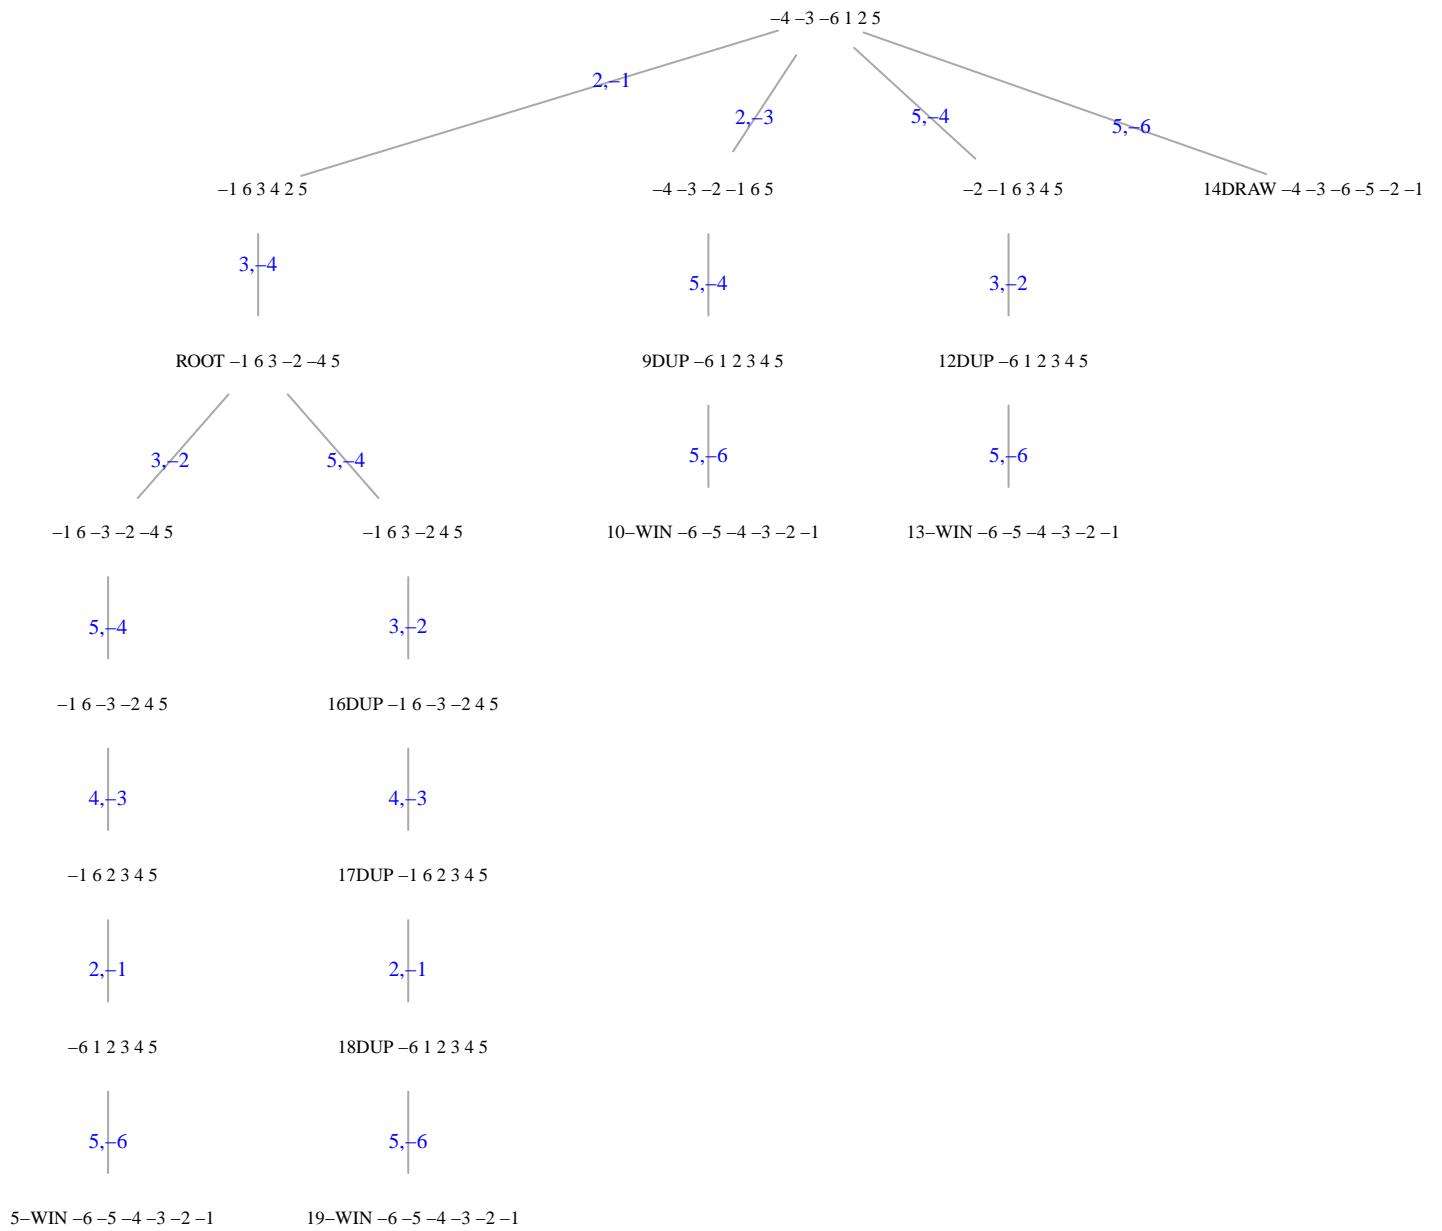 –4 –3 –6 1 2 5
2,–1
2,–3
5,–4
5,–6
–1 6 3 4 2 5
–4 –3 –2 –1 6 5
–2 –1 6 3 4 5
14DRAW –4 –3 –6 –5 –2 –1
3,–4
5,–4
3,–2
ROOT –1 6 3 –2 –4 5
9DUP –6 1 2 3 4 5
12DUP –6 1 2 3 4 5
3,–2
5,–4
5,–6
5,–6
–1 6 –3 –2 –4 5
–1 6 3 –2 4 5
10–WIN –6 –5 –4 –3 –2 –1
13–WIN –6 –5 –4 –3 –2 –1
5,–4
3,–2
–1 6 –3 –2 4 5
16DUP –1 6 –3 –2 4 5
4,–3
4,–3
–1 6 2 3 4 5
17DUP –1 6 2 3 4 5
2,–1
2,–1
–6 1 2 3 4 5
18DUP –6 1 2 3 4 5
5,–6
5,–6
5–WIN –6 –5 –4 –3 –2 –1
19–WIN –6 –5 –4 –3 –2 –1